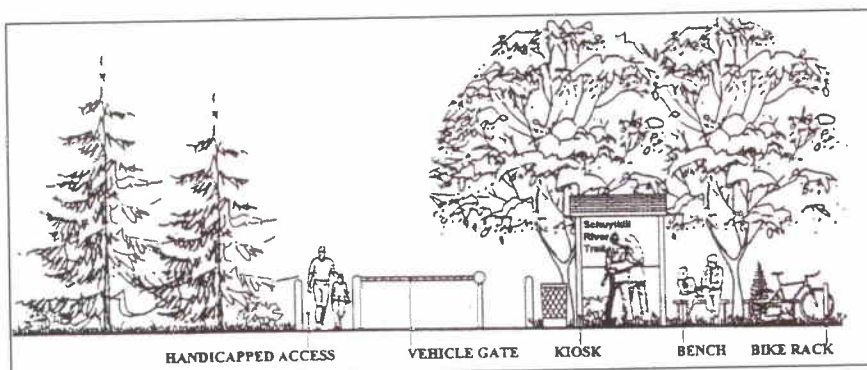 Schuylkill
River
Trail
HANDICAPPED ACCESS VEHICLE GATE KIOSK BENCH BIKE RACK